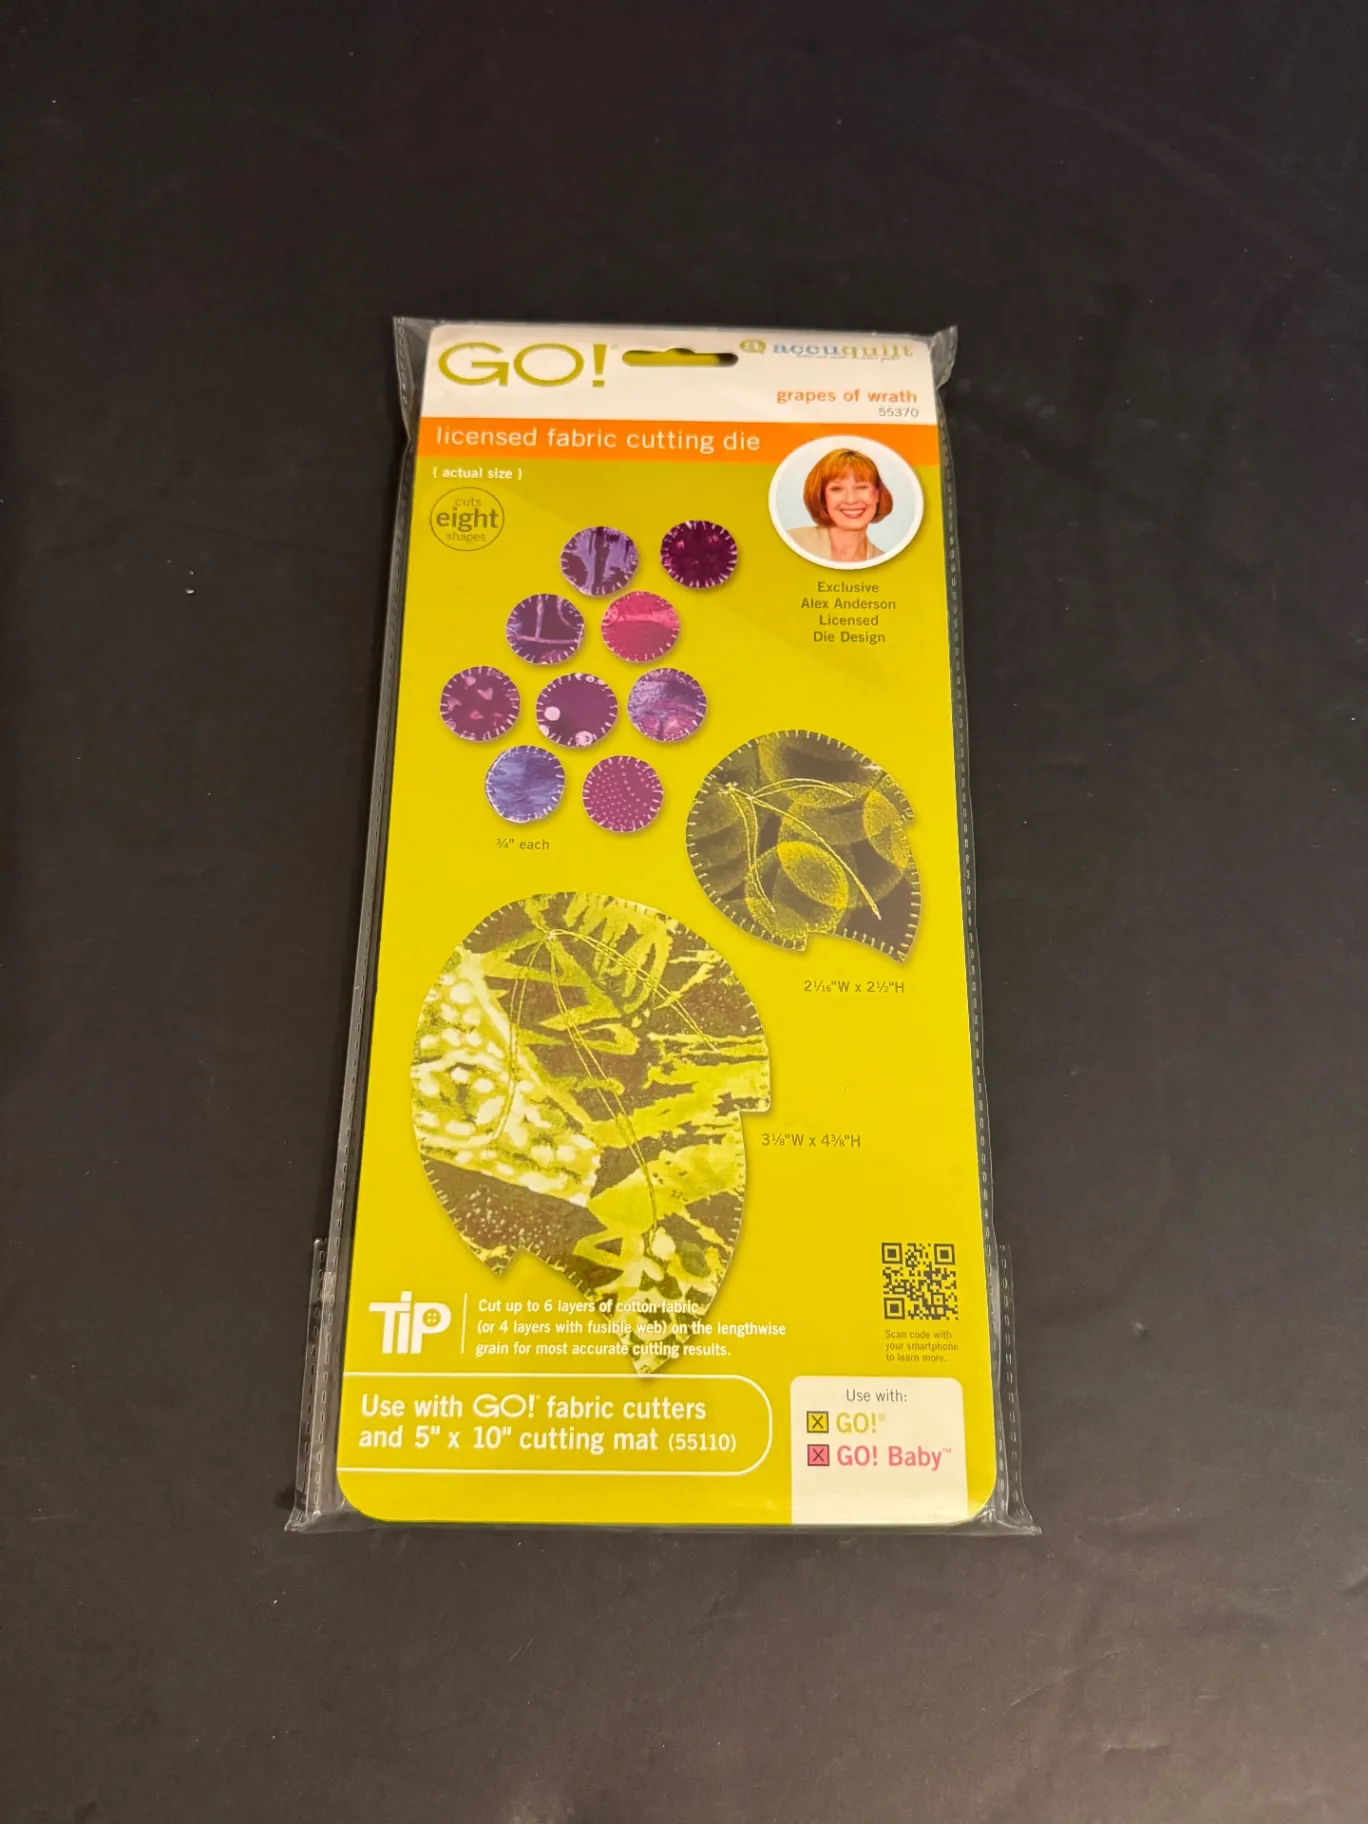 GO!
accuquilt
grapes of wrath
55370
licensed fabric cutting die
{ actual size }
cuts
eight
shapes
Exclusive
Alex Anderson
Licensed
Die Design
¾" each
2 1/16"W x 2½"H
3⅛"W x 4⅜"H
TIP
Cut up to 6 layers of cotton fabric
(or 4 layers with fusible web) on the lengthwise
grain for most accurate cutting results.
Scan code with
your smartphone
to learn more.
Use with GO!® fabric cutters
and 5" x 10" cutting mat (55110)
Use with:
X GO!®
X GO! Baby™